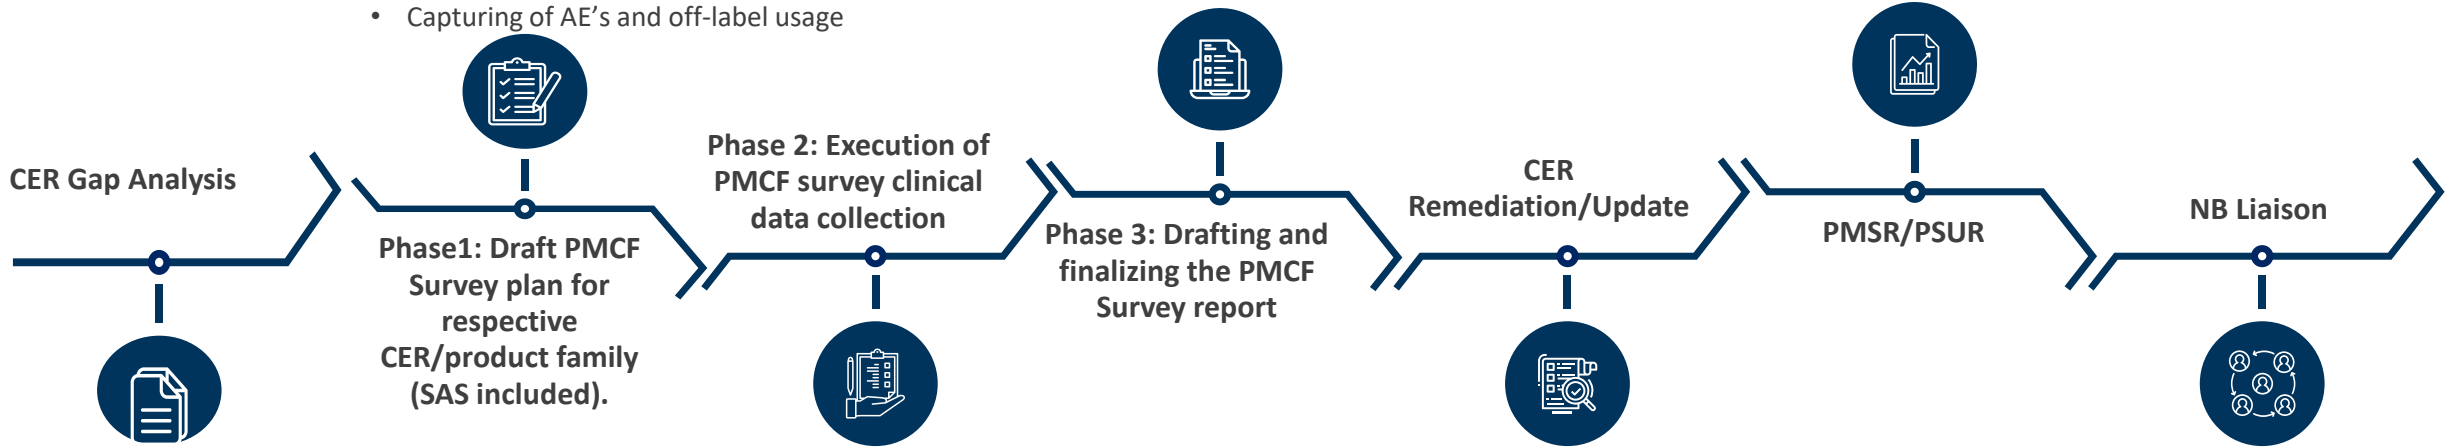 • Capturing of AE’s and off-label usage
CER Gap Analysis
Phase1: Draft PMCF
Survey plan for
respective
CER/product family
(SAS included).
Phase 2: Execution of
PMCF survey clinical
data collection
Phase 3: Drafting and
finalizing the PMCF
Survey report
CER
Remediation/Update
PMSR/PSUR
NB Liaison